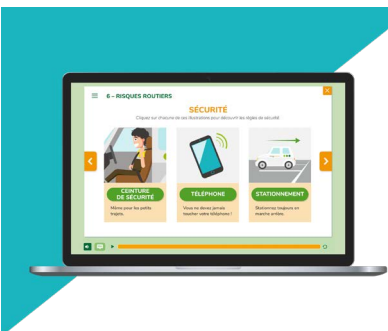 6 – RISQUES ROUTIERS
SÉCURITÉ
Cliquez sur chacune de ces illustrations pour découvrir les règles de sécurité.
CEINTURE
DE SÉCURITÉ
Même pour les petits
trajets.
TÉLÉPHONE
Vous ne devez jamais
toucher votre téléphone !
STATIONNEMENT
Stationnez toujours en
marche arrière.